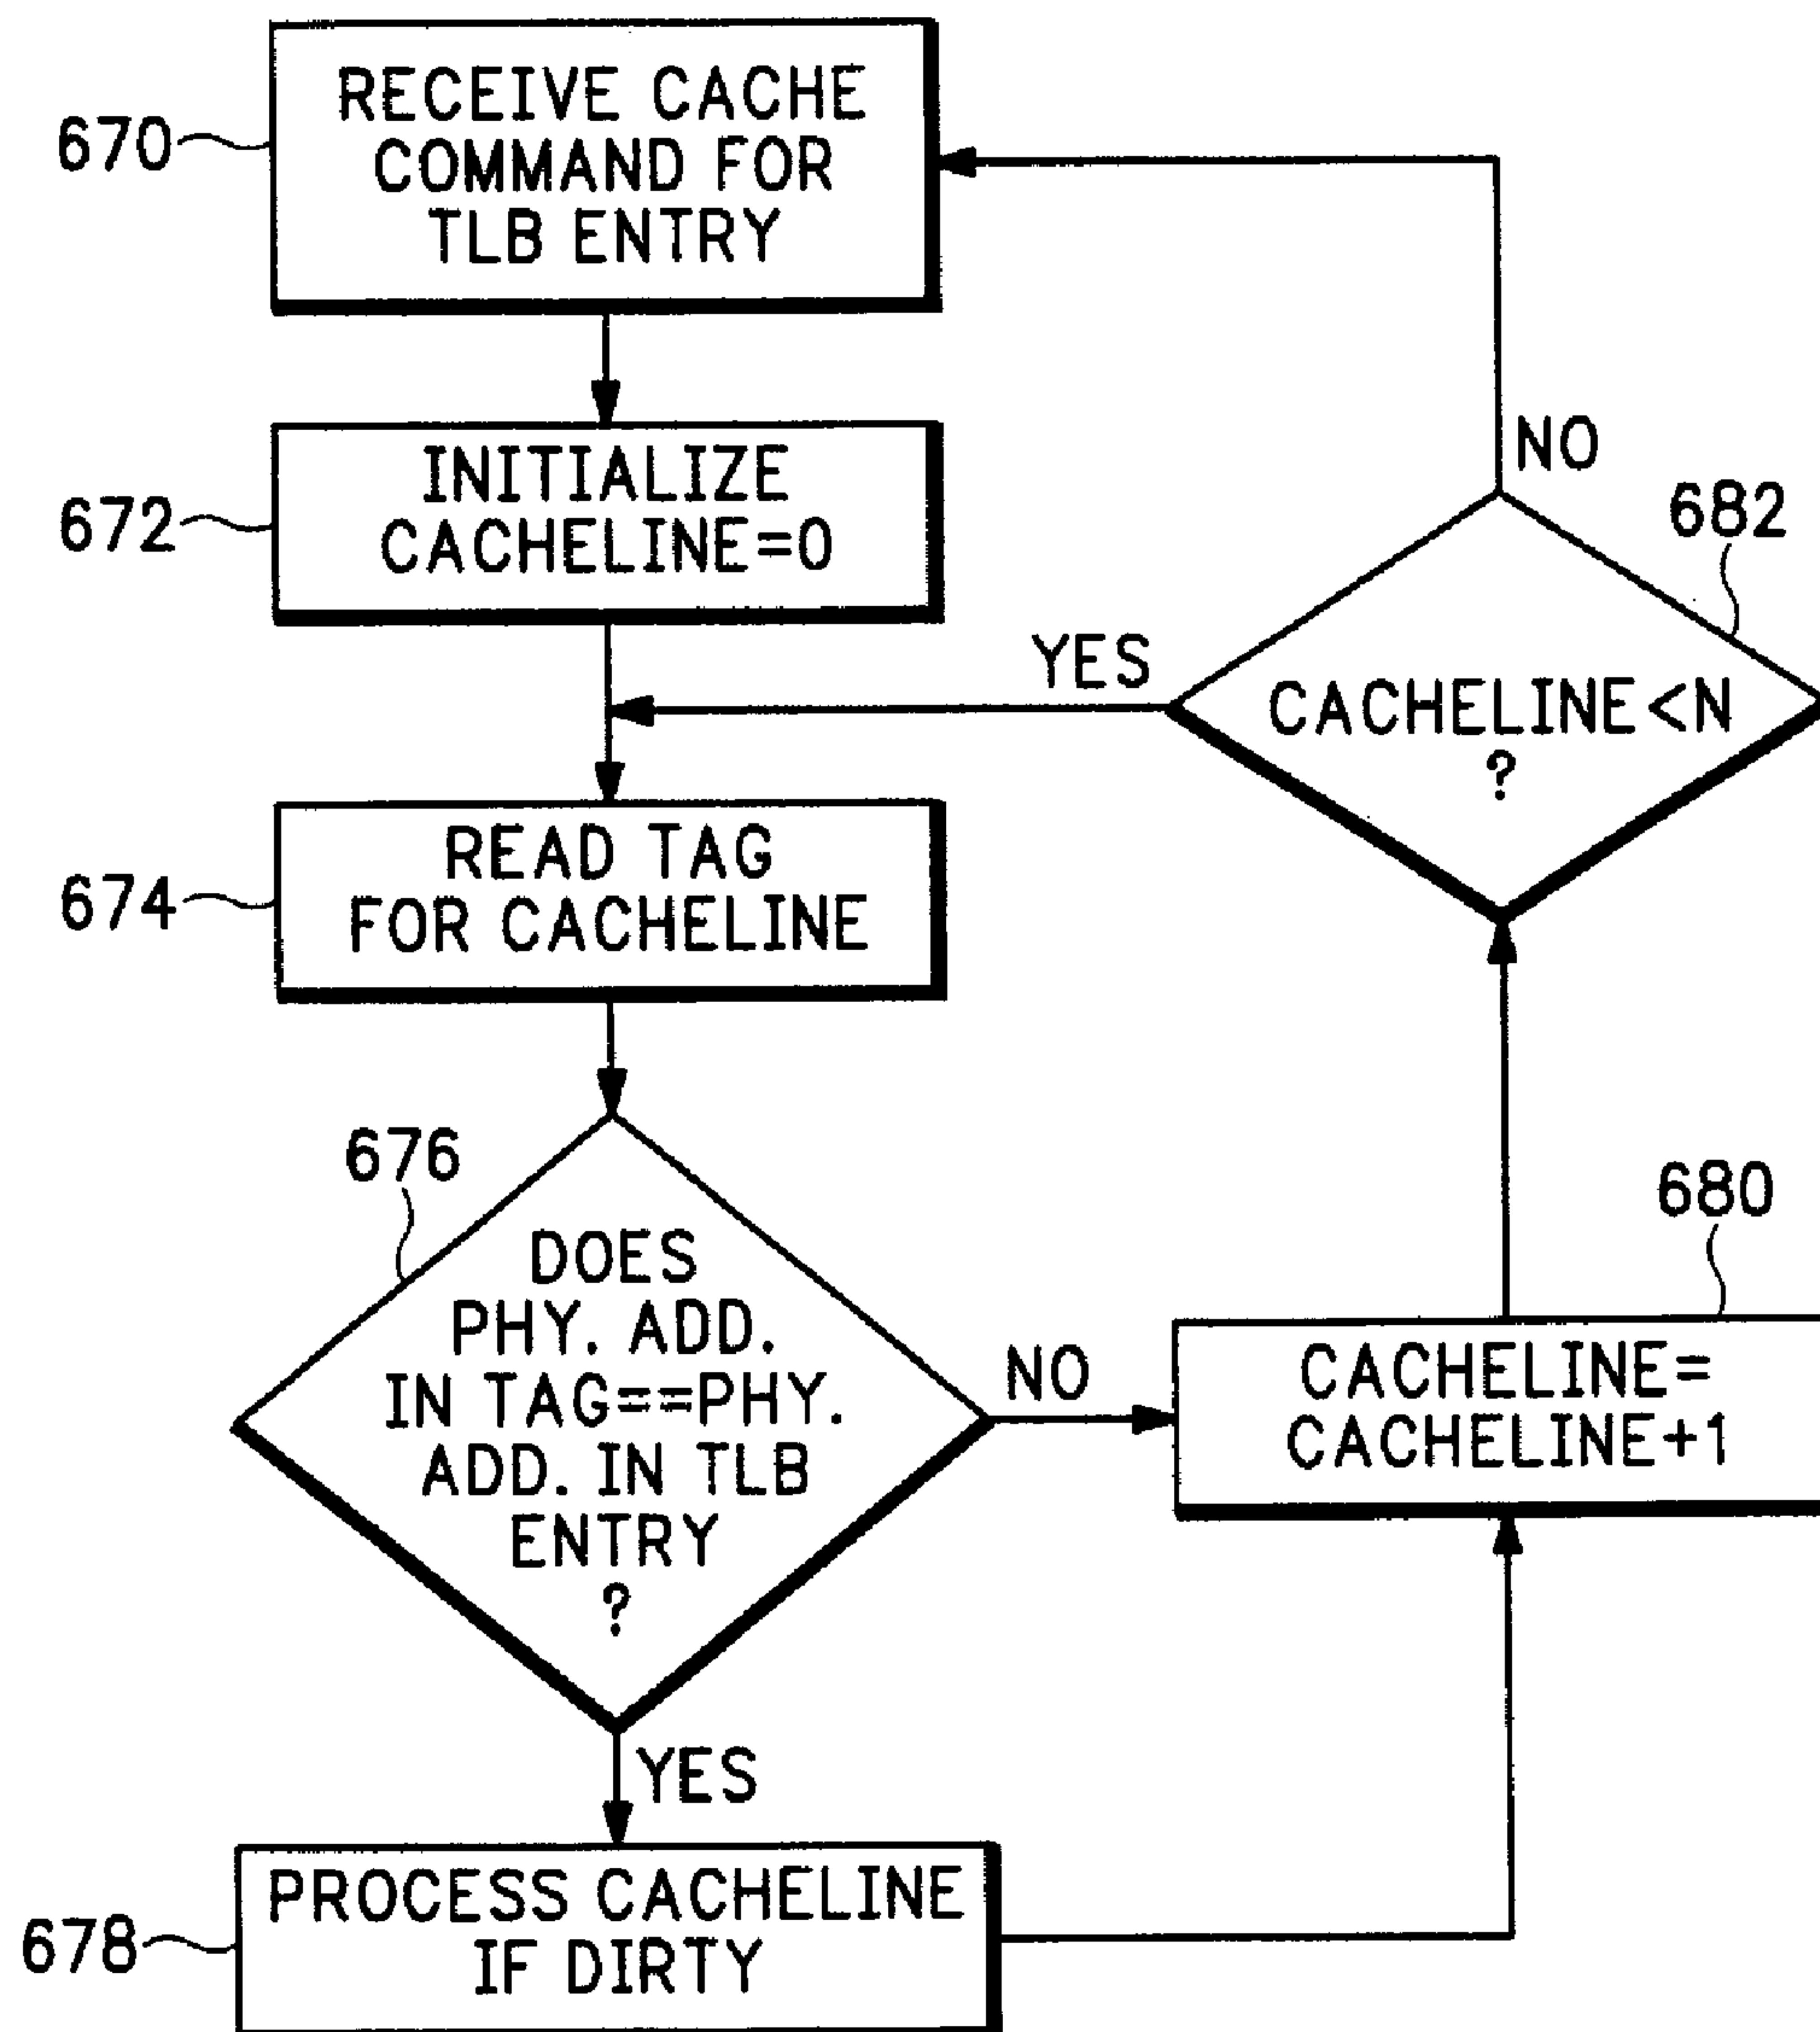 670
RECEIVE CACHE
COMMAND FOR
TLB ENTRY
672
INITIALIZE
CACHELINE=0
NO
682
YES
CACHELINE<N
?
674
READ TAG
FOR CACHELINE
676
DOES
PHY. ADD.
IN TAG==PHY.
ADD. IN TLB
ENTRY
?
NO
680
CACHELINE=
CACHELINE+1
YES
678
PROCESS CACHELINE
IF DIRTY